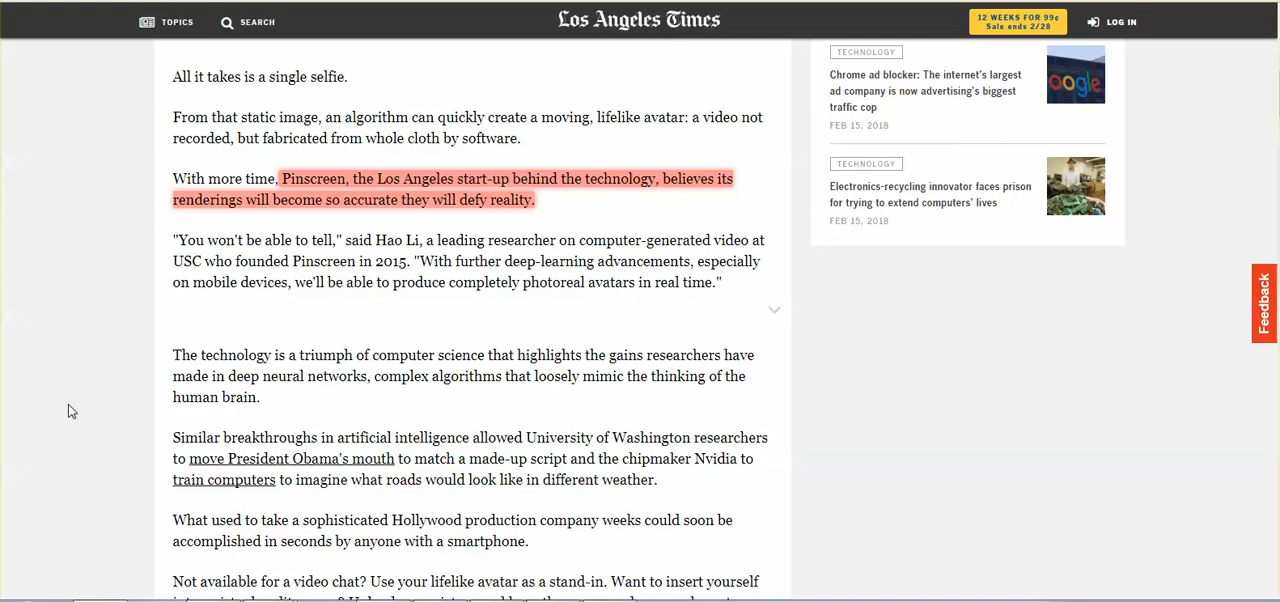 TOPICS
SEARCH
Los Angeles Times
12 WEEKS FOR 99¢
Sale ends 2/28
LOG IN
All it takes is a single selfie.
From that static image, an algorithm can quickly create a moving, lifelike avatar: a video not
recorded, but fabricated from whole cloth by software.
With more time, Pinscreen, the Los Angeles start-up behind the technology, believes its
renderings will become so accurate they will defy reality.
"You won't be able to tell," said Hao Li, a leading researcher on computer-generated video at
USC who founded Pinscreen in 2015. "With further deep-learning advancements, especially
on mobile devices, we'll be able to produce completely photoreal avatars in real time."
The technology is a triumph of computer science that highlights the gains researchers have
made in deep neural networks, complex algorithms that loosely mimic the thinking of the
human brain.
Similar breakthroughs in artificial intelligence allowed University of Washington researchers
to move President Obama's mouth to match a made-up script and the chipmaker Nvidia to
train computers to imagine what roads would look like in different weather.
What used to take a sophisticated Hollywood production company weeks could soon be
accomplished in seconds by anyone with a smartphone.
Not available for a video chat? Use your lifelike avatar as a stand-in. Want to insert yourself
TECHNOLOGY
Chrome ad blocker: The internet's largest
ad company is now advertising's biggest
traffic cop
FEB 15, 2018
oogle
TECHNOLOGY
Electronics-recycling innovator faces prison
for trying to extend computers' lives
FEB 15, 2018
Feedback